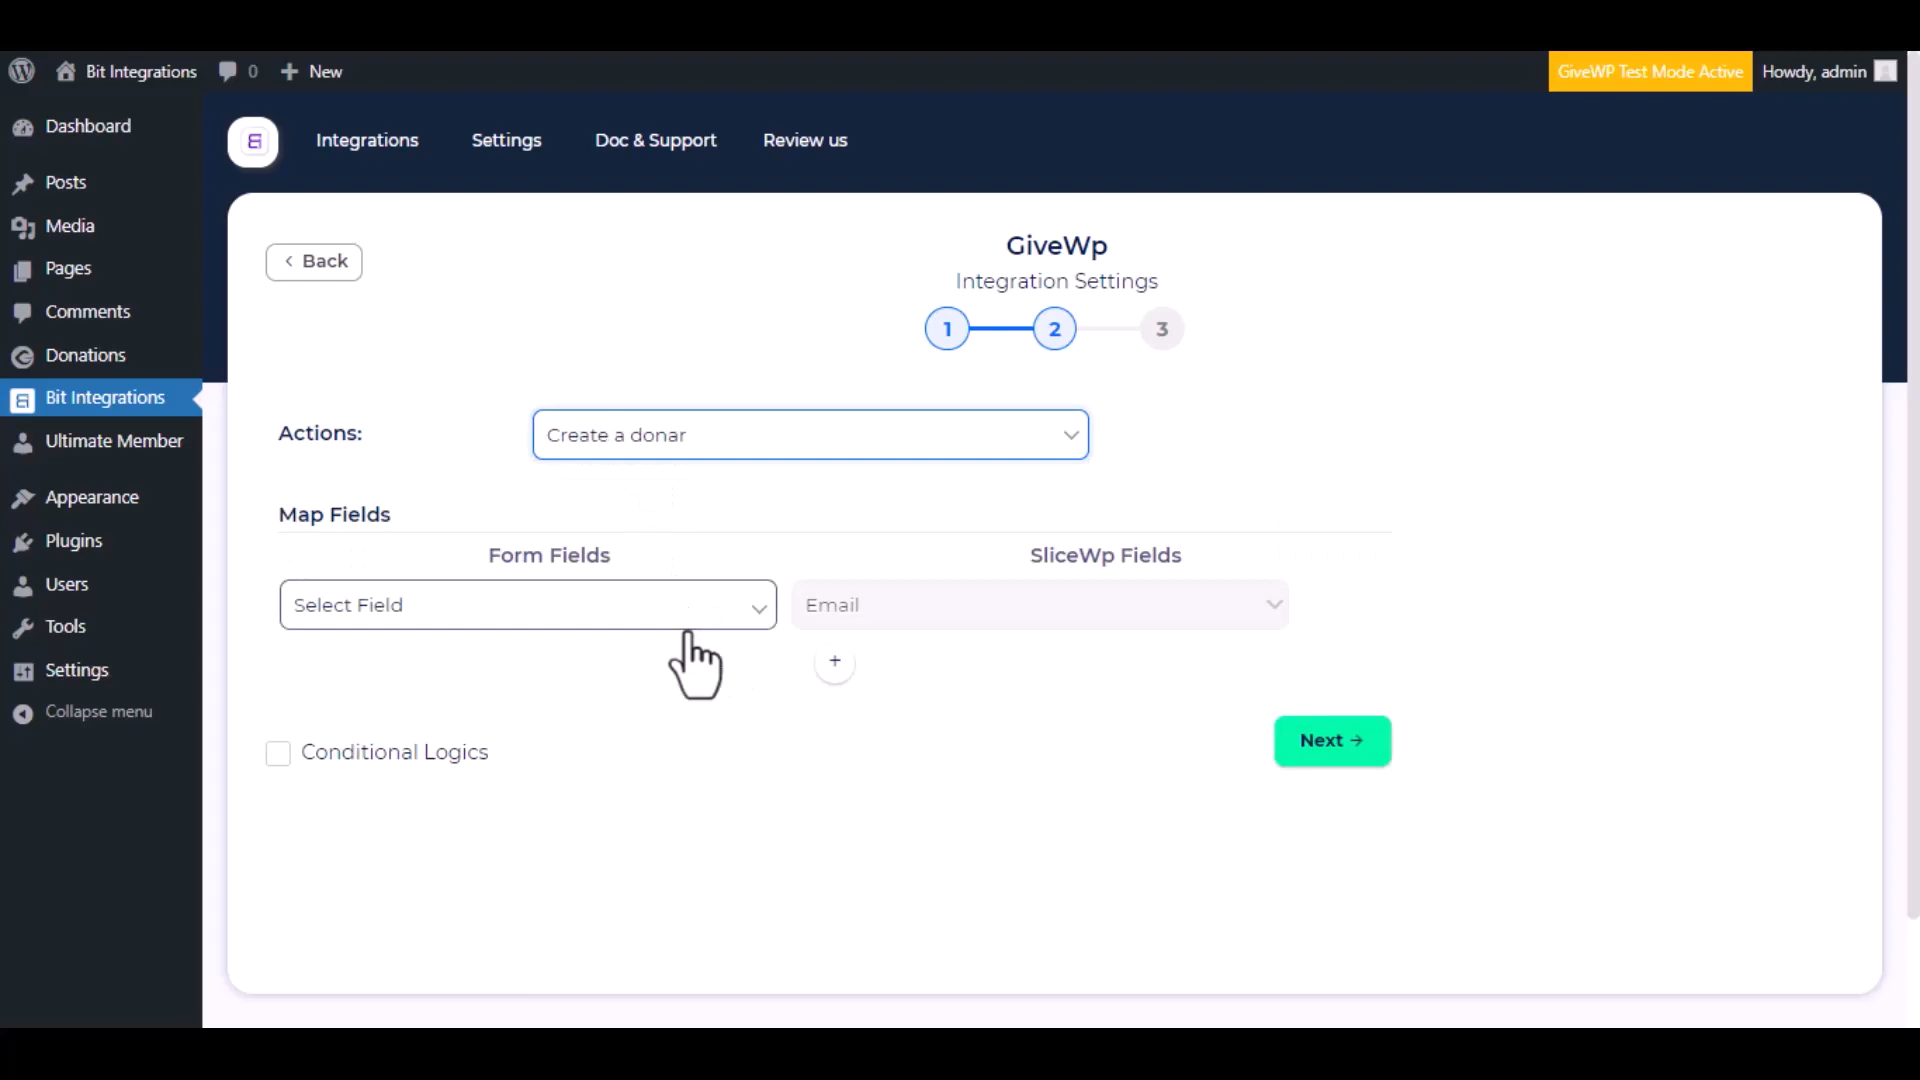 Bit Integrations 0 New GiveWP Test Mode Active Howdy, admin
Dashboard
Posts
Media
Pages
Comments
Donations
Bit Integrations
Ultimate Member
Appearance
Plugins
Users
Tools
Settings
Collapse menu
Integrations Settings Doc & Support Review us
Back
GiveWp
Integration Settings
1 2 3
Actions: Create a donar
Map Fields
Form Fields SliceWp Fields
Select Field Email
+
Next →
Conditional Logics